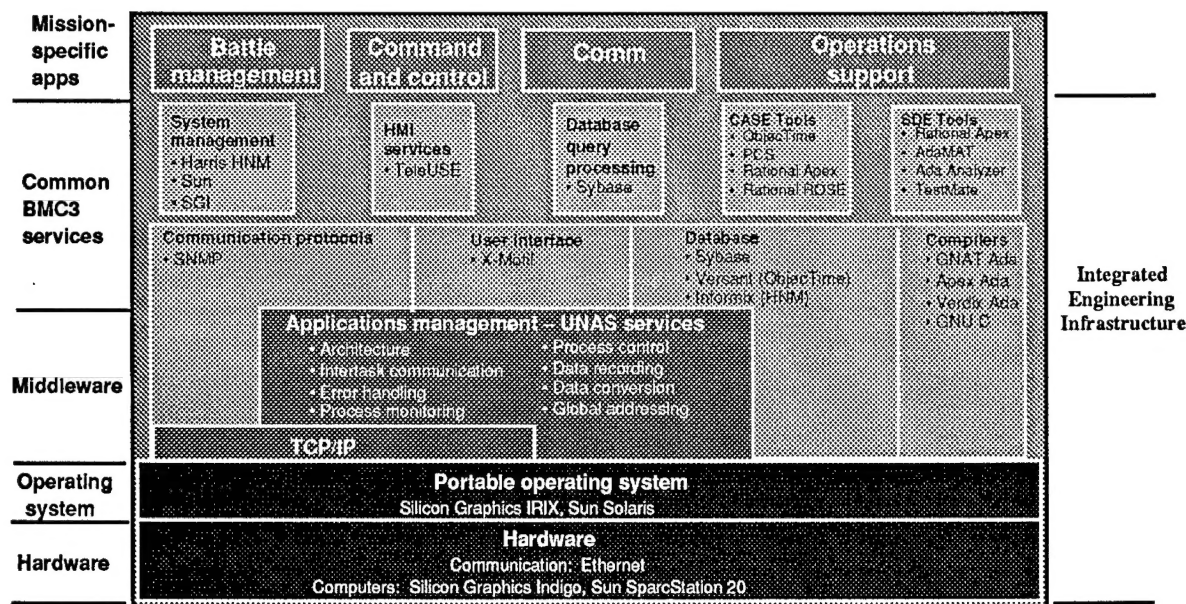 Mission-
specific
apps
Battle
management
Command
and control
Comm
Operations
support
Common
BMC3
services
System
management
• Harris HNM
• Sun
• SGI
HMI
services
• TeleUSE
Database
query
processing
• Sybase
CASE Tools
• ObjecTime
• PCS
• Rational Apex
• Rational ROSE
SDE Tools
• Rational Apex
• AdaMAT
• Ada Analyzer
• TestMate
Communication protocols
• SNMP
User Interface
• X-Motif
Database
• Sybase
• Versant (ObjecTime)
• Informix (HNM)
Compilers
• GNAT Ada
• Apex Ada
• Verdix Ada
• GNU C
Integrated
Engineering
Infrastructure
Middleware
Applications management – UNAS services
• Architecture
• Intertask communication
• Error handling
• Process monitoring
• Process control
• Data recording
• Data conversion
• Global addressing
TCP/IP
Operating
system
Portable operating system
Silicon Graphics IRIX, Sun Solaris
Hardware
Hardware
Communication: Ethernet
Computers: Silicon Graphics Indigo, Sun SparcStation 20